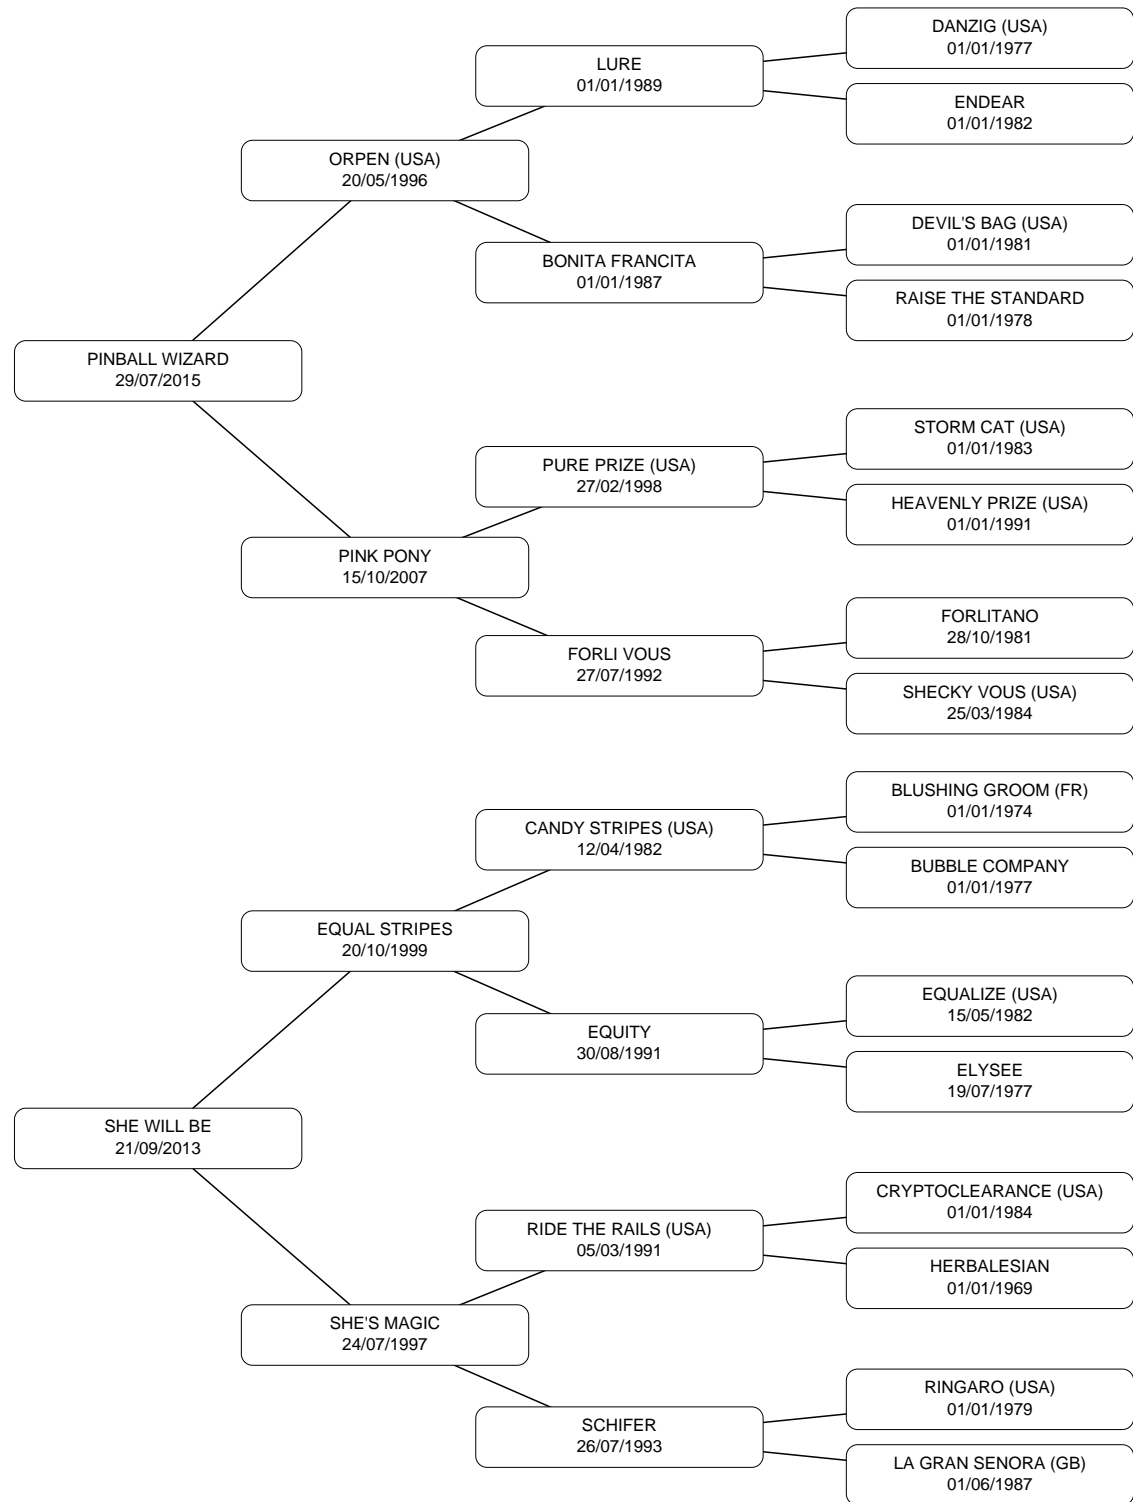 DANZIG (USA)
01/01/1977
LURE
01/01/1989
ENDEAR
01/01/1982
ORPEN (USA)
20/05/1996
DEVIL'S BAG (USA)
01/01/1981
BONITA FRANCITA
01/01/1987
RAISE THE STANDARD
01/01/1978
PINBALL WIZARD
29/07/2015
STORM CAT (USA)
01/01/1983
PURE PRIZE (USA)
27/02/1998
HEAVENLY PRIZE (USA)
01/01/1991
PINK PONY
15/10/2007
FORLITANO
28/10/1981
FORLI VOUS
27/07/1992
SHECKY VOUS (USA)
25/03/1984
BLUSHING GROOM (FR)
01/01/1974
CANDY STRIPES (USA)
12/04/1982
BUBBLE COMPANY
01/01/1977
EQUAL STRIPES
20/10/1999
EQUALIZE (USA)
15/05/1982
EQUITY
30/08/1991
ELYSEE
19/07/1977
SHE WILL BE
21/09/2013
CRYPTOCLEARANCE (USA)
01/01/1984
RIDE THE RAILS (USA)
05/03/1991
HERBALESIAN
01/01/1969
SHE'S MAGIC
24/07/1997
RINGARO (USA)
01/01/1979
SCHIFER
26/07/1993
LA GRAN SENORA (GB)
01/06/1987